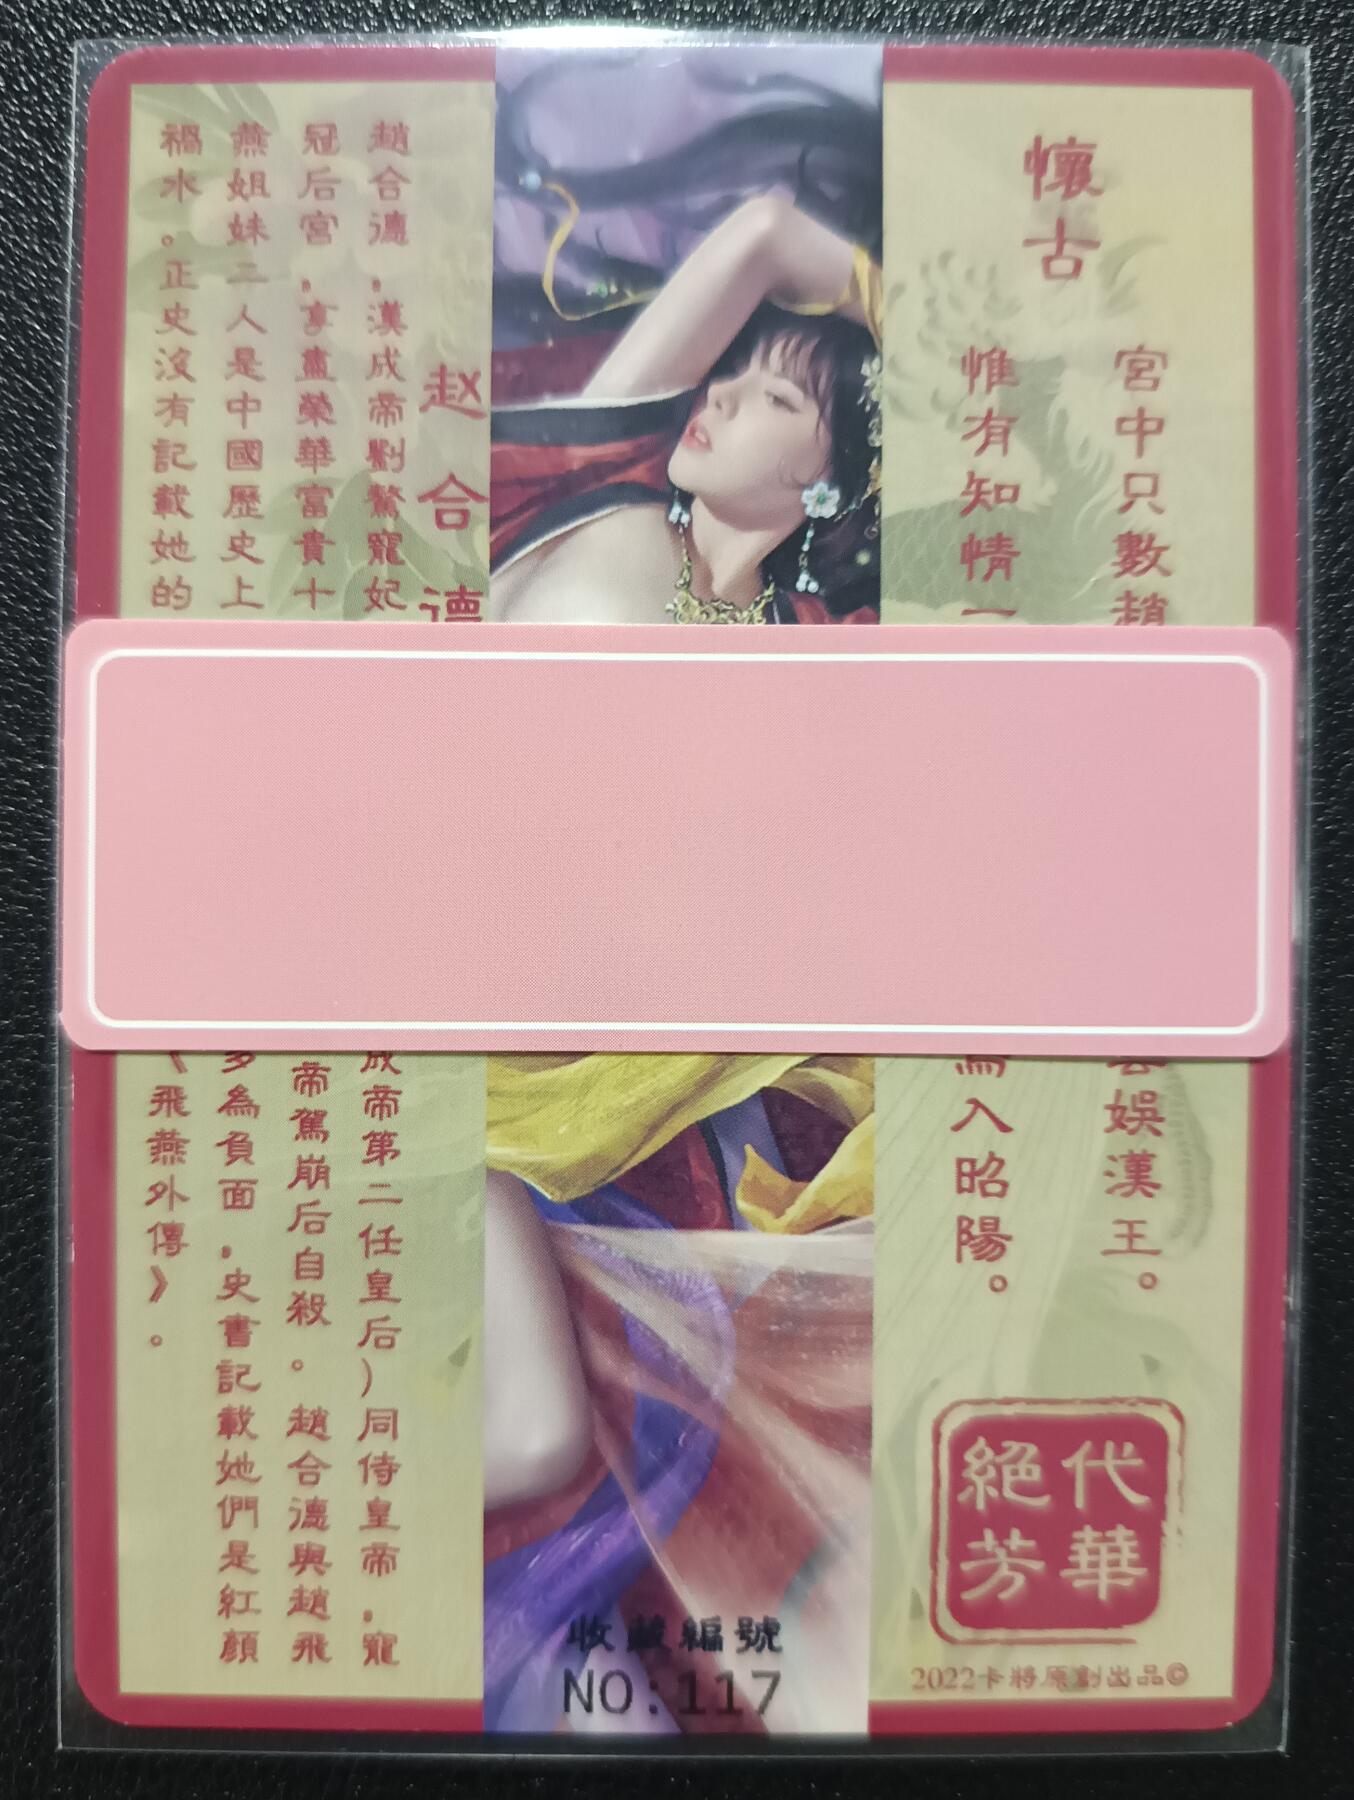 懷古
宮中只數趙
娛漢王。
惟有知情一
入昭陽。
絕代
芳華
2022卡將原創出品©
赵合德
趙合德，漢成帝劉驁寵妃
成帝第二任皇后）同侍皇帝，寵
冠后宮，享盡榮華富貴十
帝駕崩后自殺。趙合德與趙飛
燕姐妹二人是中國歷史上
多為負面，史書記載她們是紅顏
禍水。正史沒有記載她的
《飛燕外傳》。
收藏編號
NO:117